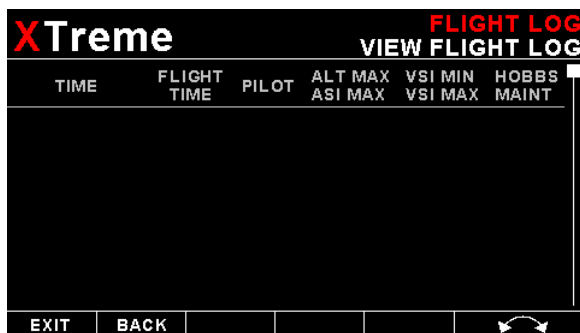 XTreme
FLIGHT LOG
VIEW FLIGHT LOG
TIME
FLIGHT
TIME
PILOT
ALT MAX
ASI MAX
VSI MIN
VSI MAX
HOBBS
MAINT
EXIT
BACK